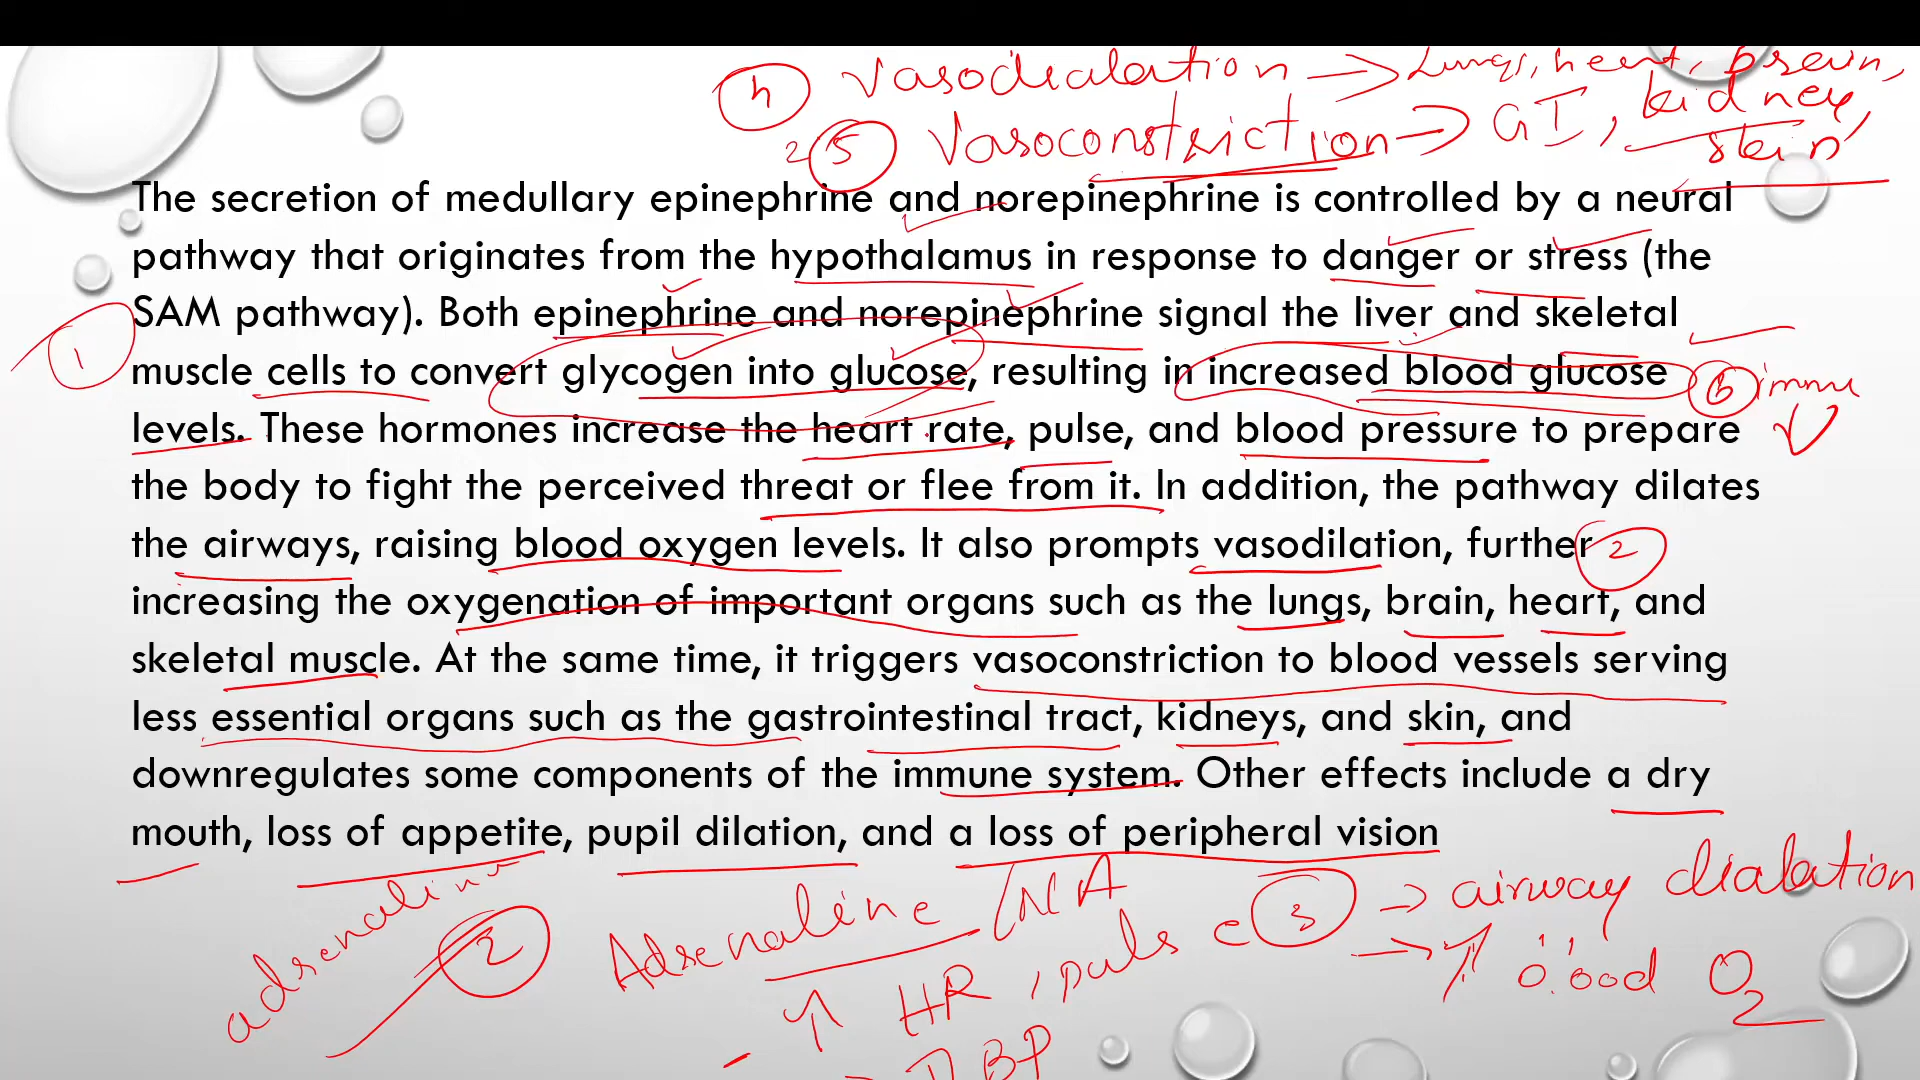 4 vasodialation → Lungs, heart, brain,
2 5 Vasoconstriction → GI, kidney,
skin
The secretion of medullary epinephrine and norepinephrine is controlled by a neural
pathway that originates from the hypothalamus in response to danger or stress (the
SAM pathway). Both epinephrine and norepinephrine signal the liver and skeletal
1
muscle cells to convert glycogen into glucose, resulting in increased blood glucose
6 immu
levels. These hormones increase the heart rate, pulse, and blood pressure to prepare
↓
the body to fight the perceived threat or flee from it. In addition, the pathway dilates
the airways, raising blood oxygen levels. It also prompts vasodilation, further
2
increasing the oxygenation of important organs such as the lungs, brain, heart, and
skeletal muscle. At the same time, it triggers vasoconstriction to blood vessels serving
less essential organs such as the gastrointestinal tract, kidneys, and skin, and
downregulates some components of the immune system. Other effects include a dry
mouth, loss of appetite, pupil dilation, and a loss of peripheral vision
adrenaline
2
Adrenaline / NA
↑ HR, pulse
BP
3 → airway dialation
→ ↑ blood O2